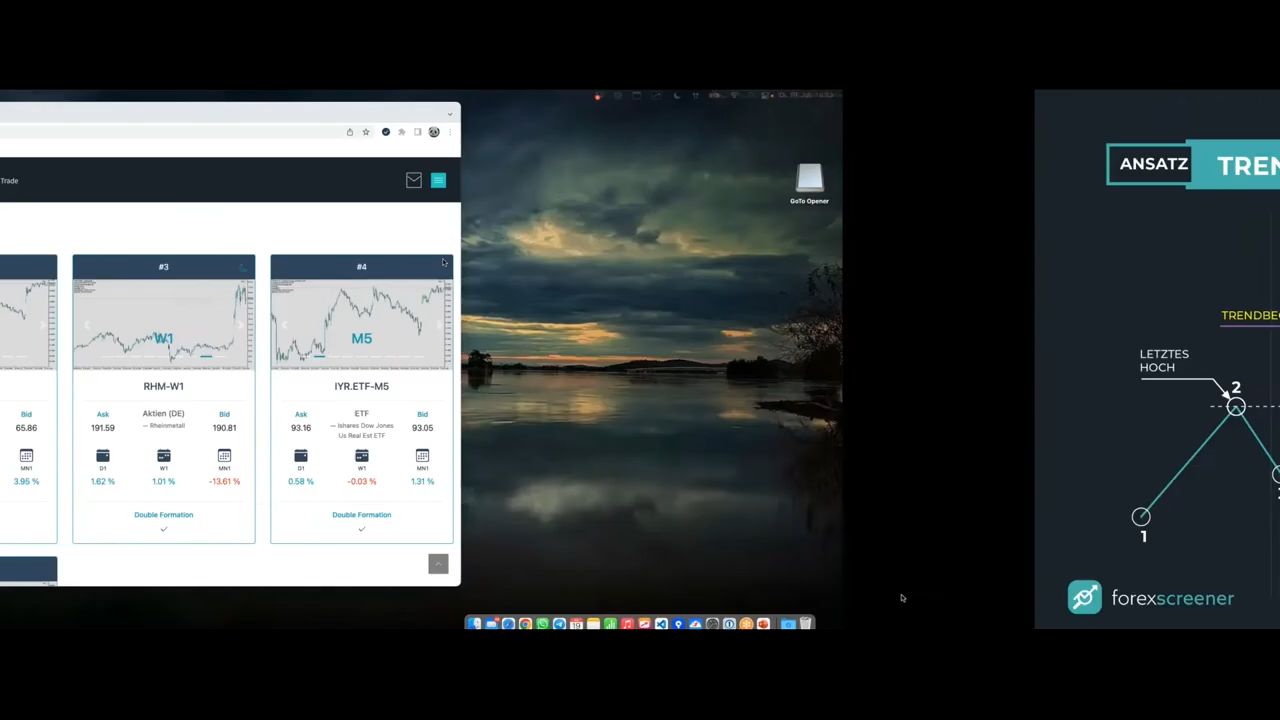 Trade
#3
#4
W1
M5
RHM-W1
IYR.ETF-M5
Bid
65.86
MN1
3.95 %
Ask
191.59
Aktien (DE)
— Rheinmetall
Bid
190.81
D1
W1
MN1
1.62 %
1.01 %
-13.61 %
Double Formation
Ask
93.16
ETF
— Ishares Dow Jones
Us Real Est ETF
Bid
93.05
D1
W1
MN1
0.58 %
-0.03 %
1.31 %
Double Formation
GoTo Opener
19
ANSATZ
TREN
TRENDBE
LETZTES
HOCH
2
1
forexscreener